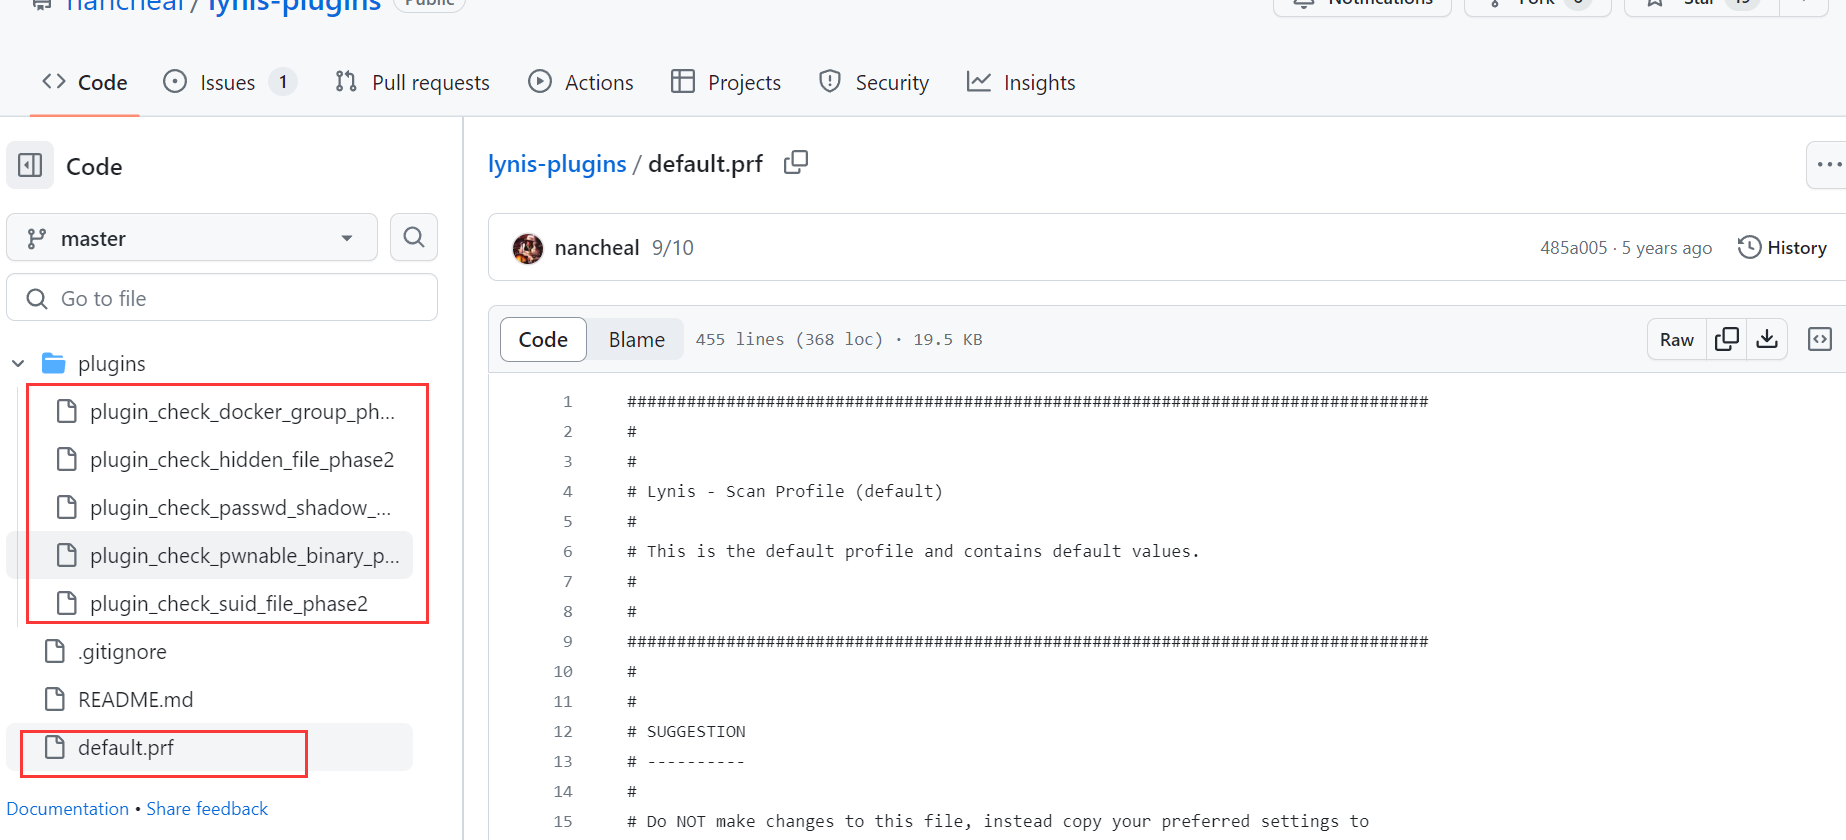 nancheal / lynis-plugins Public
Notifications Fork 6 Star 19
Code Issues 1 Pull requests Actions Projects Security Insights
Code
master
Go to file
plugins
plugin_check_docker_group_ph...
plugin_check_hidden_file_phase2
plugin_check_passwd_shadow_...
plugin_check_pwnable_binary_p...
plugin_check_suid_file_phase2
.gitignore
README.md
default.prf
Documentation • Share feedback
lynis-plugins / default.prf
nancheal 9/10 485a005 · 5 years ago History
Code Blame 455 lines (368 loc) · 19.5 KB Raw
1 #################################################################################
2 #
3 #
4 # Lynis - Scan Profile (default)
5 #
6 # This is the default profile and contains default values.
7 #
8 #
9 #################################################################################
10 #
11 #
12 # SUGGESTION
13 # ----------
14 #
15 # Do NOT make changes to this file, instead copy your preferred settings to